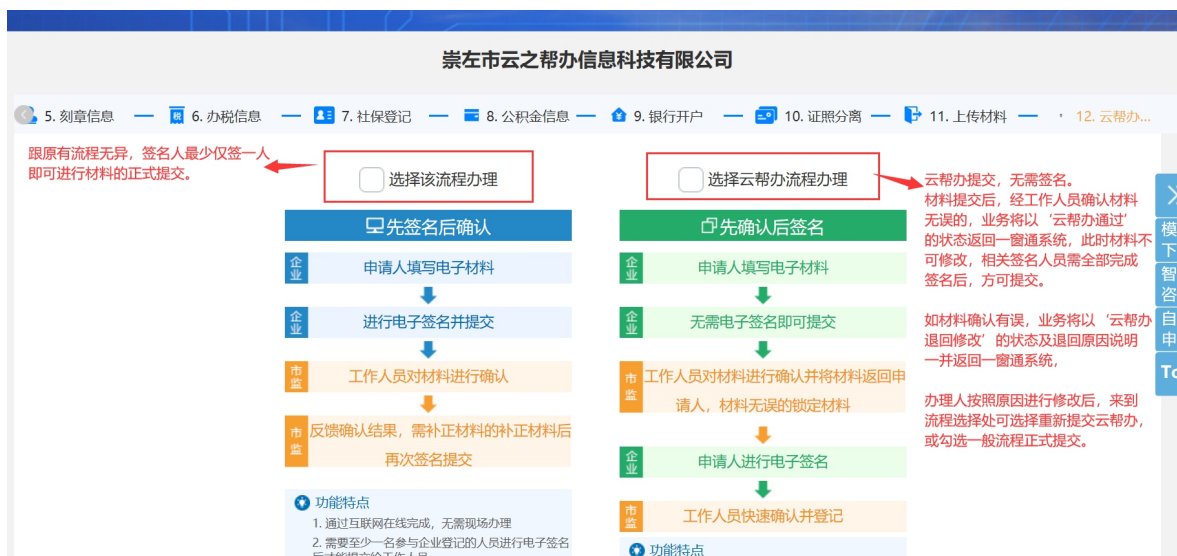 崇左市云之帮办信息科技有限公司
5. 刻章信息
6. 办税信息
7. 社保登记
8. 公积金信息
9. 银行开户
10. 证照分离
11. 上传材料
12. 云帮办...
跟原有流程无异，签名人最少仅签一人
即可进行材料的正式提交。
选择该流程办理
先签名后确认
企业
申请人填写电子材料
企业
进行电子签名并提交
市监
工作人员对材料进行确认
市监
反馈确认结果，需补正材料的补正材料后
再次签名提交
功能特点
1. 通过互联网在线完成，无需现场办理
2. 需要至少一名参与企业登记的人员进行电子签名
选择云帮办流程办理
先确认后签名
企业
申请人填写电子材料
企业
无需电子签名即可提交
市监
工作人员对材料进行确认并将材料返回申
请人，材料无误的锁定材料
企业
申请人进行电子签名
市监
工作人员快速确认并登记
功能特点
云帮办提交，无需签名。
材料提交后，经工作人员确认材料
无误的，业务将以‘云帮办通过’
的状态返回一窗通系统，此时材料不
可修改，相关签名人员需全部完成
签名后，方可提交。
如材料确认有误，业务将以‘云帮办
退回修改’的状态及退回原因说明
一并返回一窗通系统，
办理人按照原因进行修改后，来到
流程选择处可选择重新提交云帮办，
或勾选一般流程正式提交。
模
下
智
咨
自
申
To